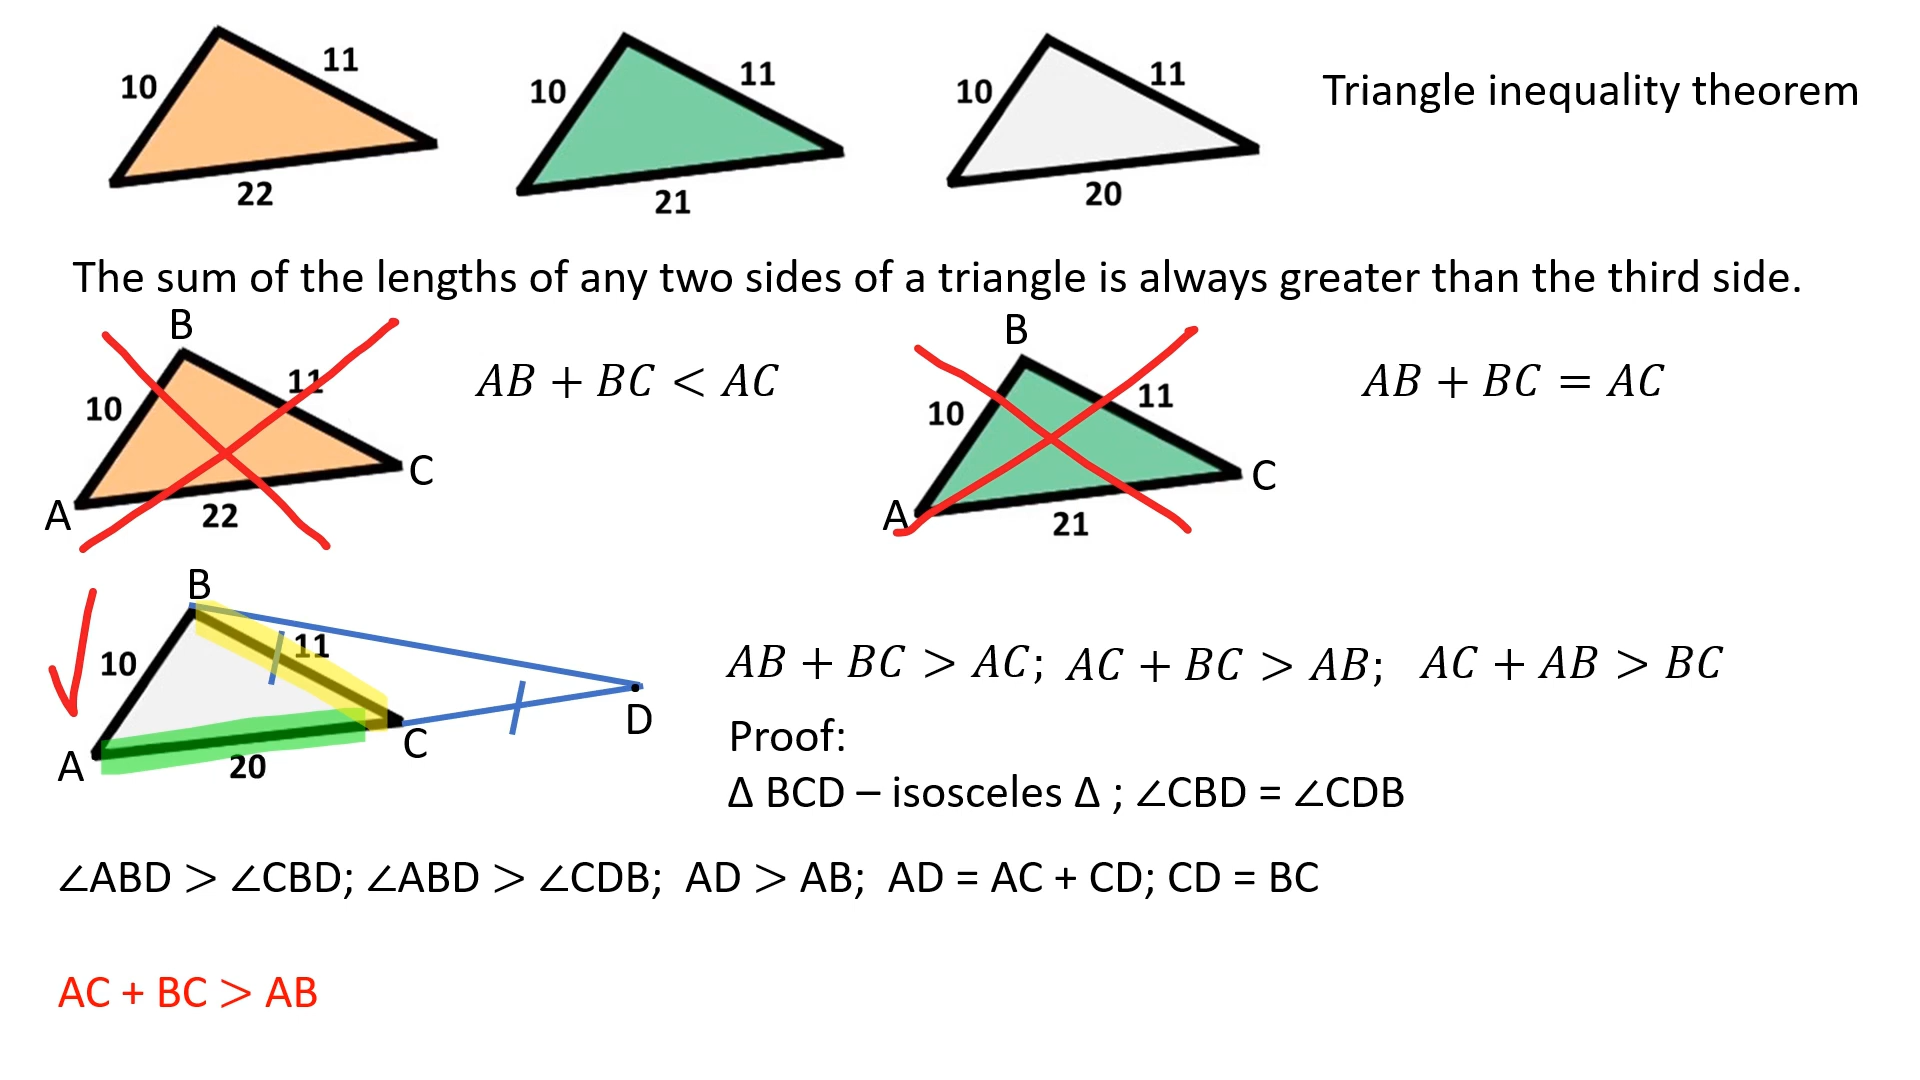 10 11 22
10 11 21
10 11 20
Triangle inequality theorem
The sum of the lengths of any two sides of a triangle is always greater than the third side.
B
10 11
A C
22
AB + BC < AC
B
10 11
A C
21
AB + BC = AC
B
10 11
A C D
20
AB + BC > AC; AC + BC > AB; AC + AB > BC
Proof:
Δ BCD – isosceles Δ ; ∠CBD = ∠CDB
∠ABD > ∠CBD; ∠ABD > ∠CDB; AD > AB; AD = AC + CD; CD = BC
AC + BC > AB